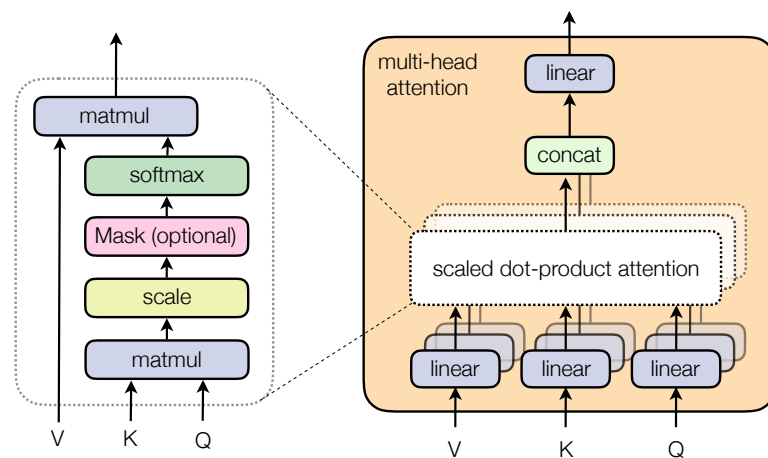 matmul
softmax
Mask (optional)
scale
matmul
V K Q
multi-head
attention
linear
concat
scaled dot-product attention
linear linear linear
V K Q